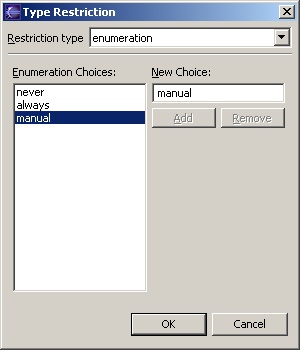 Type Restriction
Restriction type enumeration
Enumeration Choices: New Choice:
never manual
always
manual
Add Remove
OK Cancel